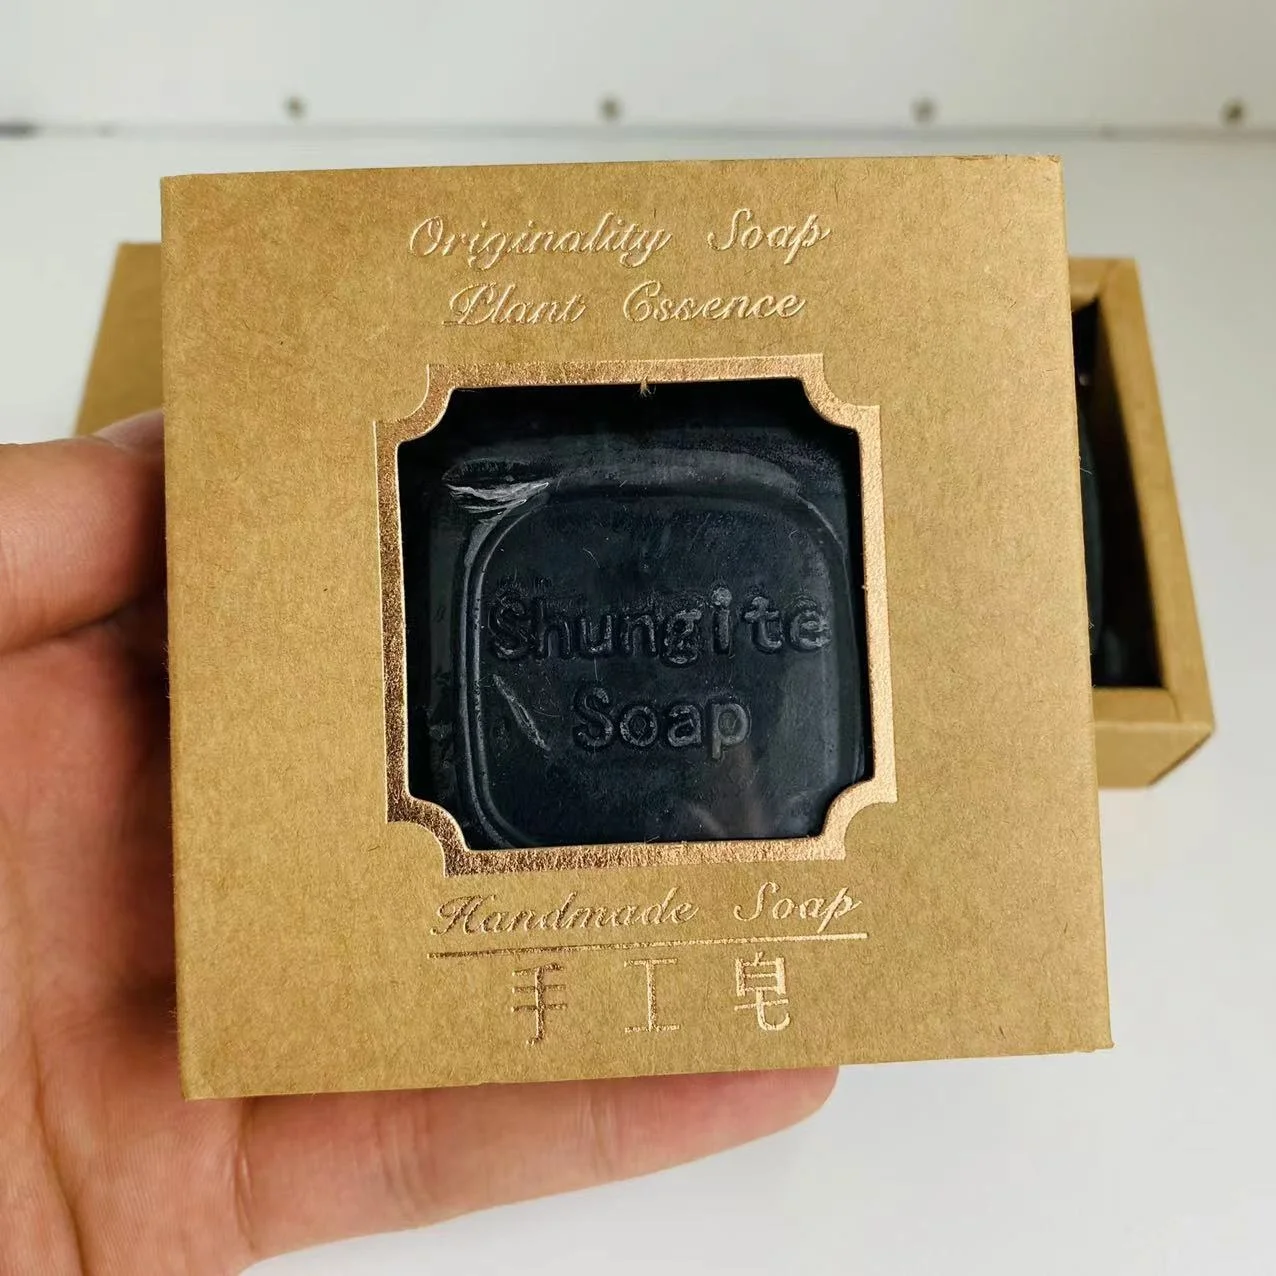 Originality Soap
Plant Essence
Shungite
Soap
Handmade Soap
手工皂